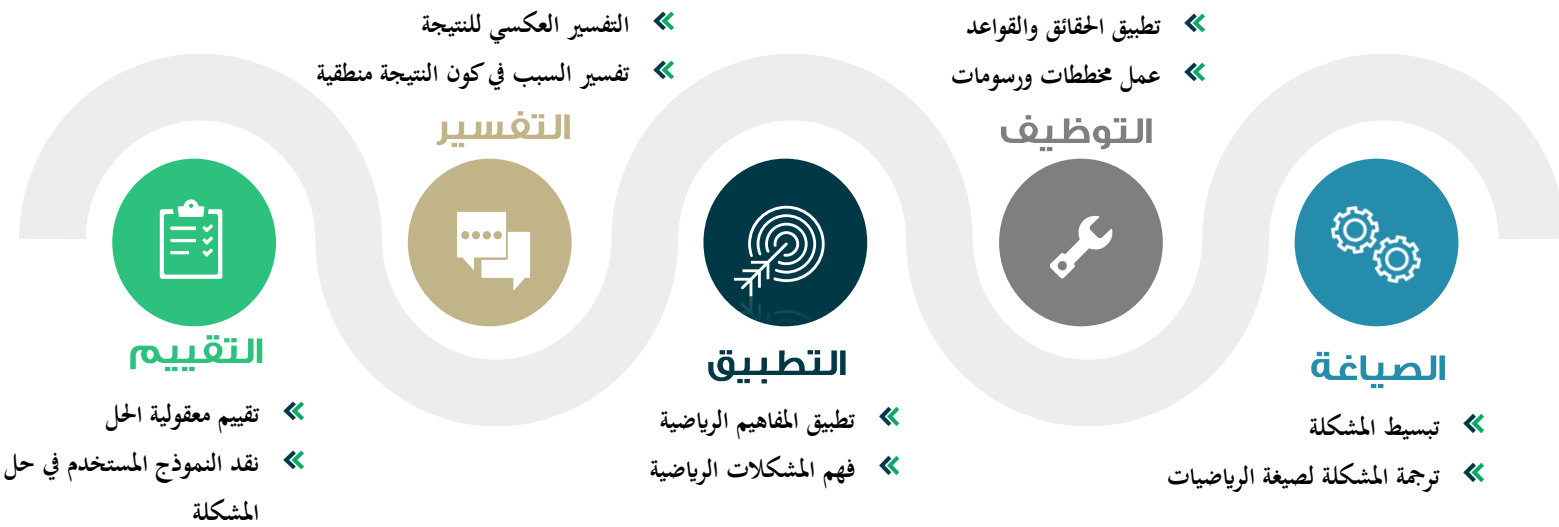 الصياغة
تبسيط المشكلة
ترجمة المشكلة لصيغة الرياضيات
تطبيق الحقائق والقواعد
عمل مخططات ورسومات
التوظيف
التطبيق
تطبيق المفاهيم الرياضية
فهم المشكلات الرياضية
التفسير العكسي للنتيجة
تفسير السبب في كون النتيجة منطقية
التفسير
التقييم
تقييم معقولية الحل
نقد النموذج المستخدم في حل
المشكلة